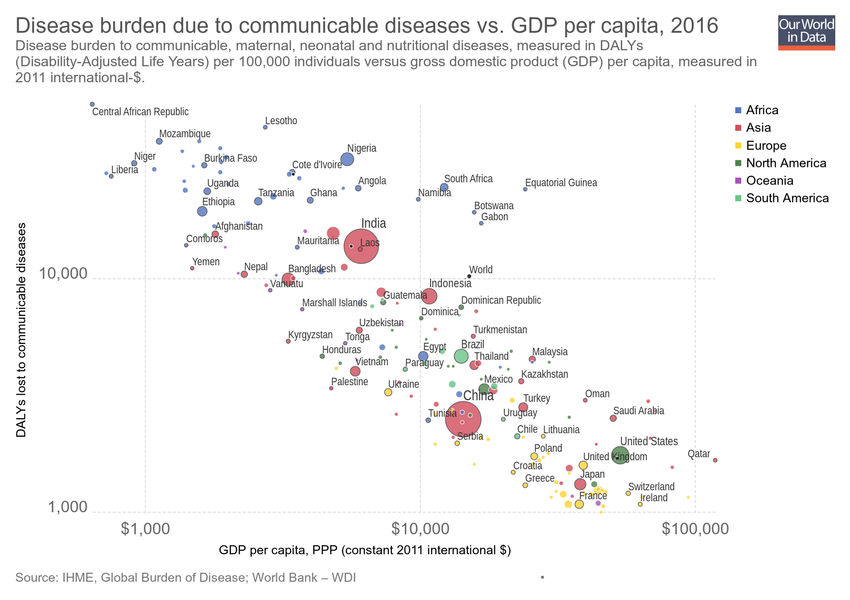 Disease burden due to communicable diseases vs. GDP per capita, 2016
Our World
in Data
Disease burden to communicable, maternal, neonatal and nutritional diseases, measured in DALYs
(Disability-Adjusted Life Years) per 100,000 individuals versus gross domestic product (GDP) per capita, measured in
2011 international-$.
Central African Republic
Lesotho
Mozambique
Nigeria
Niger
Burkina Faso
Liberia
Cote d'Ivoire
Uganda
Angola
South Africa
Equatorial Guinea
Tanzania
Ghana
Namibia
Ethiopia
Botswana
Gabon
Afghanistan
India
Comoros
Mauritania
Laos
Yemen
Nepal
Bangladesh
World
10,000
Vanuatu
Indonesia
Marshall Islands
Guatemala
Dominican Republic
Dominica
Uzbekistan
Kyrgyzstan
Tonga
Turkmenistan
Honduras
Egypt
Brazil
Vietnam
Paraguay
Thailand
Malaysia
Palestine
Ukraine
Mexico
Kazakhstan
China
Turkey
Oman
Tunisia
Uruguay
Saudi Arabia
Serbia
Chile
Lithuania
United States
Poland
United Kingdom
Qatar
Croatia
Greece
Japan
Switzerland
France
Ireland
1,000
$1,000
$10,000
$100,000
Africa
Asia
Europe
North America
Oceania
South America
DALYs lost to communicable diseases
GDP per capita, PPP (constant 2011 international $)
Source: IHME, Global Burden of Disease; World Bank – WDI